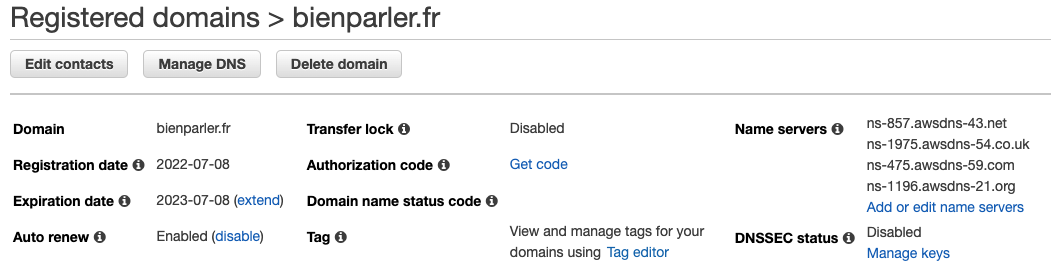 Registered domains > bienparler.fr
Edit contacts
Manage DNS
Delete domain
Domain bienparler.fr
Registration date 2022-07-08
Expiration date 2023-07-08 (extend)
Auto renew Enabled (disable)
Transfer lock Disabled
Authorization code Get code
Domain name status code
Tag View and manage tags for your
domains using Tag editor
Name servers ns-857.awsdns-43.net
ns-1975.awsdns-54.co.uk
ns-475.awsdns-59.com
ns-1196.awsdns-21.org
Add or edit name servers
DNSSEC status Disabled
Manage keys